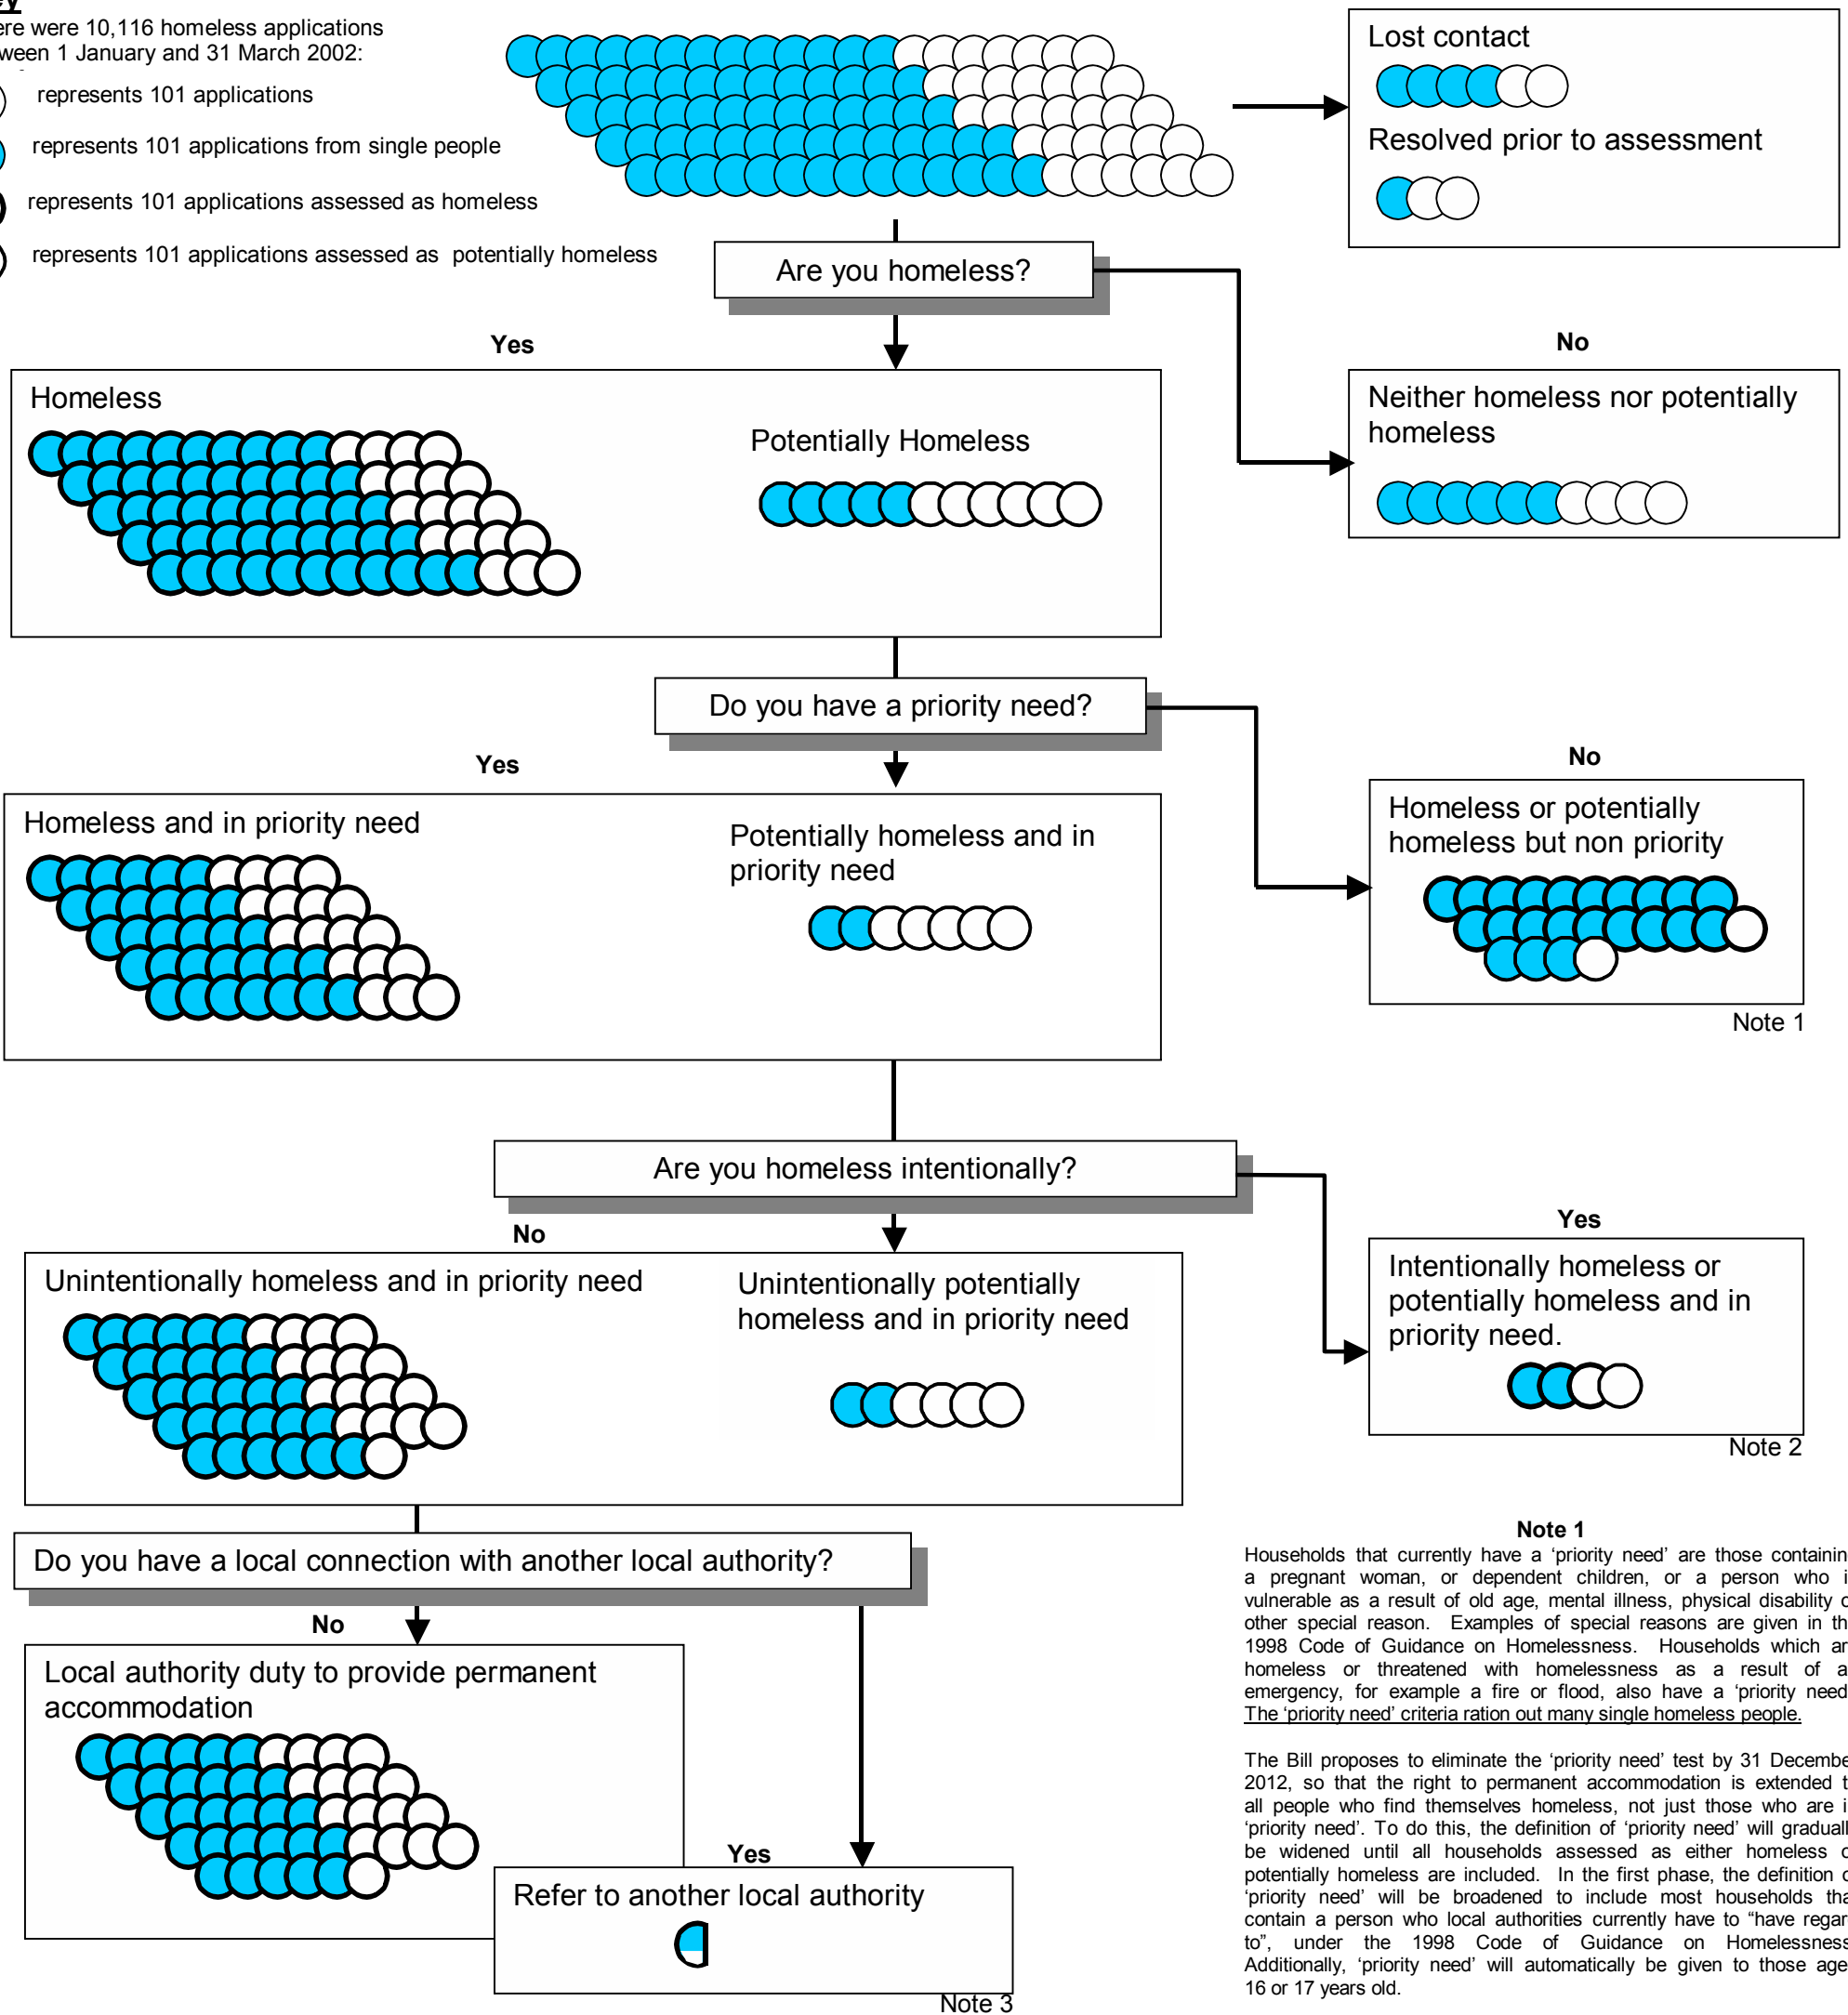 ere were 10,116 homeless applications
ween 1 January and 31 March 2002:
represents 101 applications
represents 101 applications from single people
represents 101 applications assessed as homeless
represents 101 applications assessed as potentially homeless
Lost contact
Resolved prior to assessment
Are you homeless?
Yes
No
Homeless
Potentially Homeless
Neither homeless nor potentially
homeless
Do you have a priority need?
Yes
No
Homeless and in priority need
Potentially homeless and in
priority need
Homeless or potentially
homeless but non priority
Note 1
Are you homeless intentionally?
No
Yes
Unintentionally homeless and in priority need
Unintentionally potentially
homeless and in priority need
Intentionally homeless or
potentially homeless and in
priority need.
Note 2
Do you have a local connection with another local authority?
No
Local authority duty to provide permanent
accommodation
Yes
Refer to another local authority
Note 3
Note 1
Households that currently have a ‘priority need’ are those containin
a pregnant woman, or dependent children, or a person who i
vulnerable as a result of old age, mental illness, physical disability o
other special reason. Examples of special reasons are given in th
1998 Code of Guidance on Homelessness. Households which ar
homeless or threatened with homelessness as a result of a
emergency, for example a fire or flood, also have a ‘priority need
The ‘priority need’ criteria ration out many single homeless people.
The Bill proposes to eliminate the ‘priority need’ test by 31 Decembe
2012, so that the right to permanent accommodation is extended t
all people who find themselves homeless, not just those who are i
‘priority need’. To do this, the definition of ‘priority need’ will graduall
be widened until all households assessed as either homeless o
potentially homeless are included. In the first phase, the definition o
‘priority need’ will be broadened to include most households tha
contain a person who local authorities currently have to “have regar
to”, under the 1998 Code of Guidance on Homelessness
Additionally, ‘priority need’ will automatically be given to those age
16 or 17 years old.